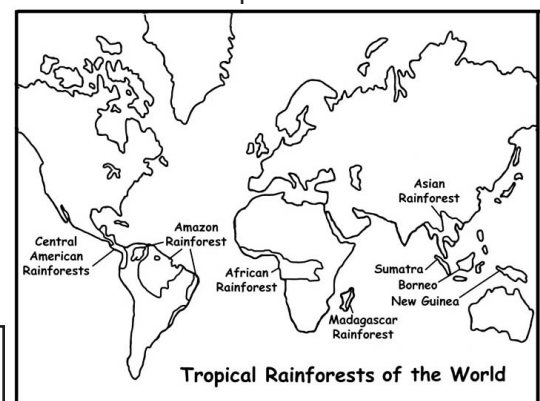 Asian
Rainforest
Amazon
Rainforest
Central
American
Rainforests
African
Rainforest
Sumatra
Borneo
New Guinea
Madagascar
Rainforest
Tropical Rainforests of the World